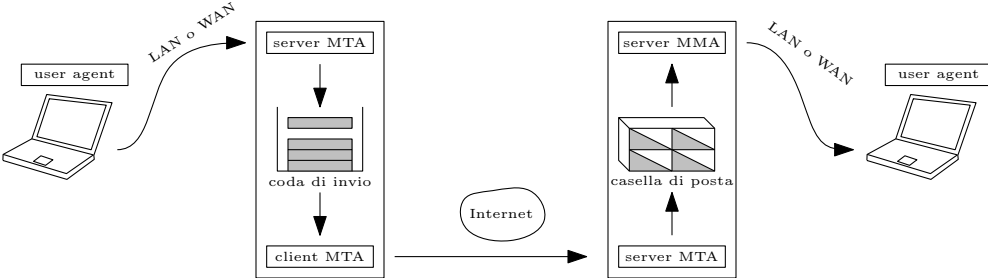 LAN o WAN
server MTA
server MMA
LAN o WAN
user agent
user agent
coda di invio
casella di posta
Internet
client MTA
server MTA